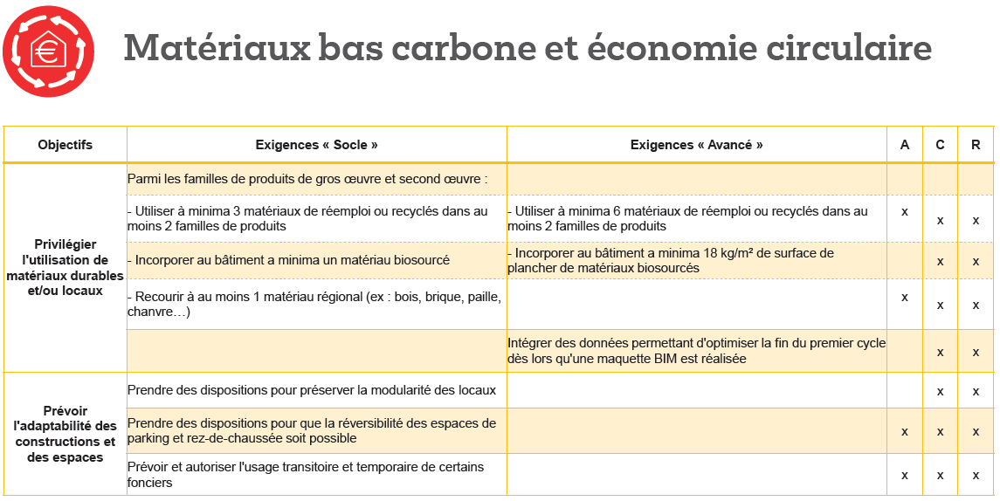 €
Matériaux bas carbone et économie circulaire
Objectifs
Exigences « Socle »
Exigences « Avancé »
A
C
R
Privilégier
l'utilisation de
matériaux durables
et/ou locaux
Parmi les familles de produits de gros œuvre et second œuvre :
- Utiliser à minima 3 matériaux de réemploi ou recyclés dans au
moins 2 familles de produits
- Utiliser à minima 6 matériaux de réemploi ou recyclés dans au
moins 2 familles de produits
x
x
x
- Incorporer au bâtiment a minima un matériau biosourcé
- Incorporer au bâtiment a minima 18 kg/m² de surface de
plancher de matériaux biosourcés
x
x
- Recourir à au moins 1 matériau régional (ex : bois, brique, paille,
chanvre…)
x
x
x
Intégrer des données permettant d'optimiser la fin du premier cycle
dès lors qu'une maquette BIM est réalisée
x
x
Prévoir
l'adaptabilité des
constructions et
des espaces
Prendre des dispositions pour préserver la modularité des locaux
x
x
Prendre des dispositions pour que la réversibilité des espaces de
parking et rez-de-chaussée soit possible
x
x
x
Prévoir et autoriser l'usage transitoire et temporaire de certains
fonciers
x
x
x